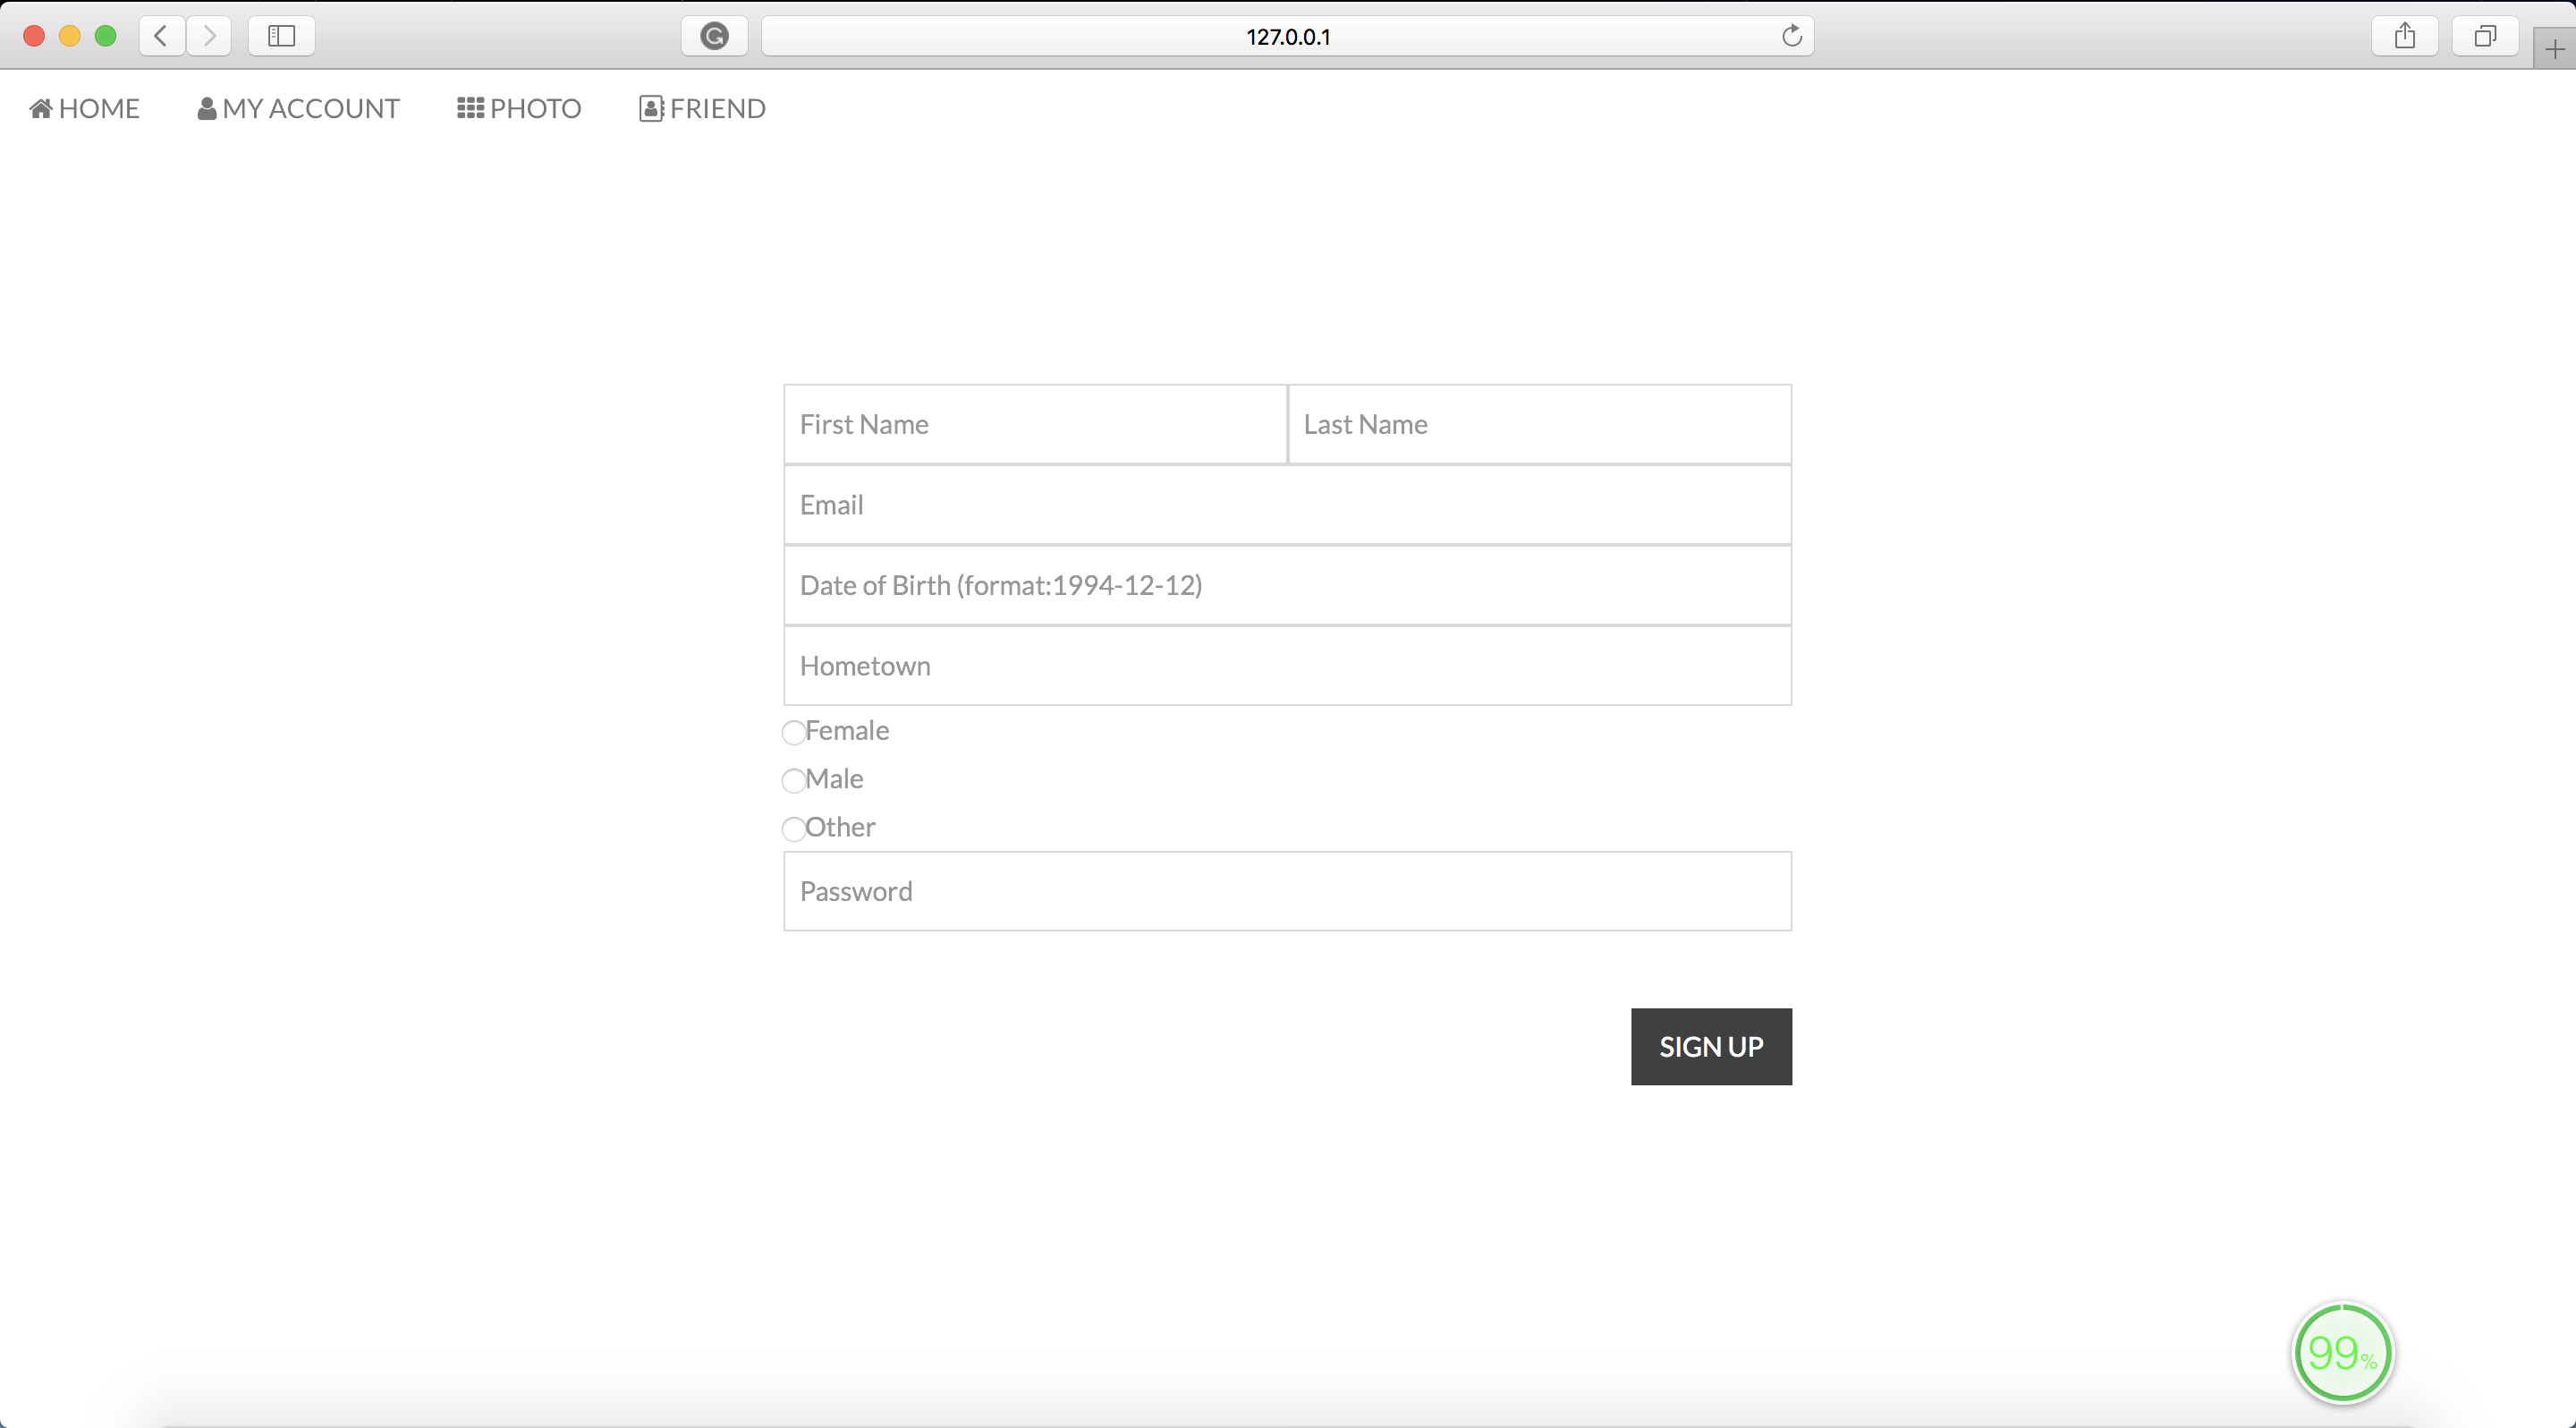 127.0.0.1
HOME MY ACCOUNT PHOTO FRIEND
First Name Last Name
Email
Date of Birth (format:1994-12-12)
Hometown
Female
Male
Other
Password
SIGN UP
99%